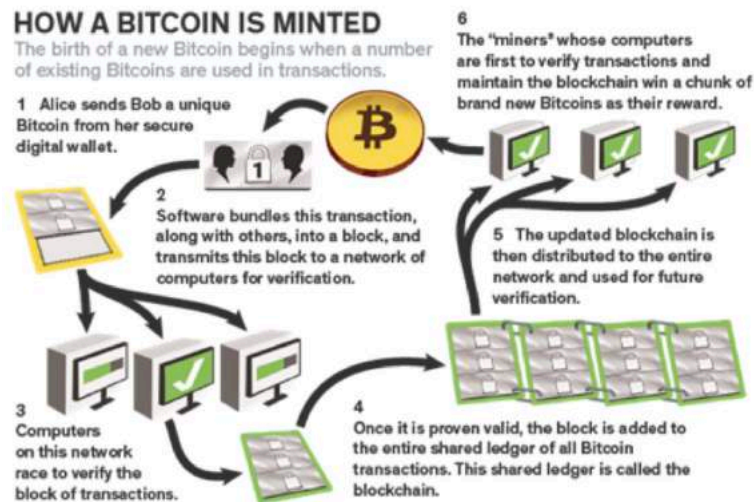 HOW A BITCOIN IS MINTED
The birth of a new Bitcoin begins when a number
of existing Bitcoins are used in transactions.
1 Alice sends Bob a unique
Bitcoin from her secure
digital wallet.
1
2
Software bundles this transaction,
along with others, into a block, and
transmits this block to a network of
computers for verification.
3
Computers
on this network
race to verify the
block of transactions.
4
Once it is proven valid, the block is added to
the entire shared ledger of all Bitcoin
transactions. This shared ledger is called the
blockchain.
5 The updated blockchain is
then distributed to the entire
network and used for future
verification.
6
The "miners" whose computers
are first to verify transactions and
maintain the blockchain win a chunk of
brand new Bitcoins as their reward.